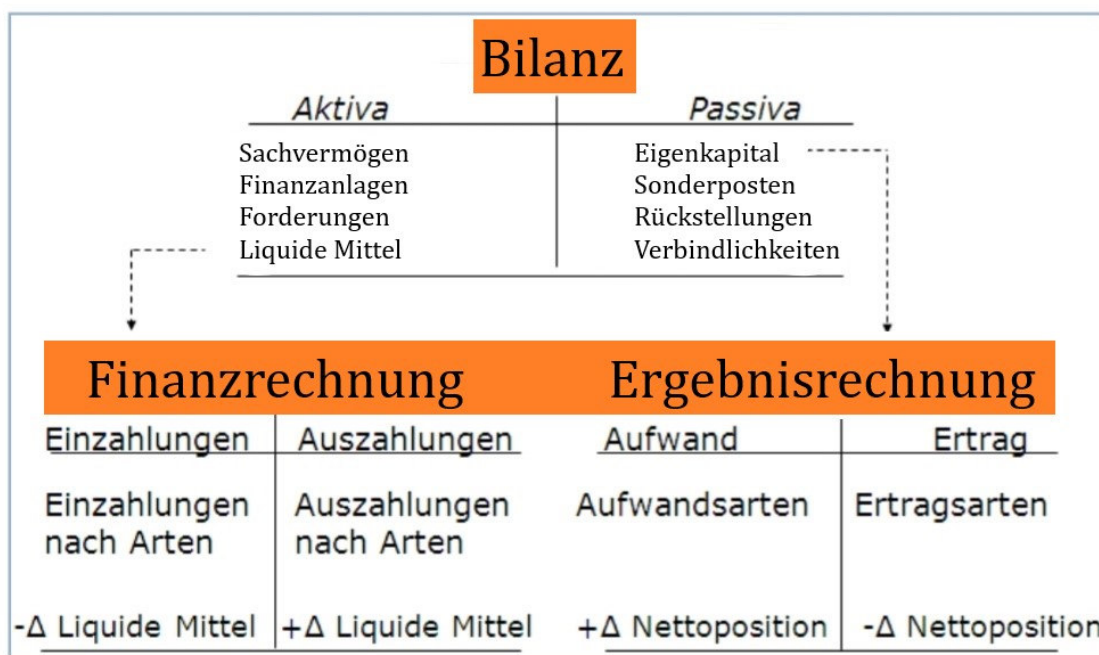 Bilanz
Aktiva Passiva
Sachvermögen Eigenkapital
Finanzanlagen Sonderposten
Forderungen Rückstellungen
Liquide Mittel Verbindlichkeiten
Finanzrechnung Ergebnisrechnung
Einzahlungen Auszahlungen Aufwand Ertrag
Einzahlungen Auszahlungen Aufwandsarten Ertragsarten
nach Arten nach Arten
-Δ Liquide Mittel +Δ Liquide Mittel +Δ Nettoposition -Δ Nettoposition